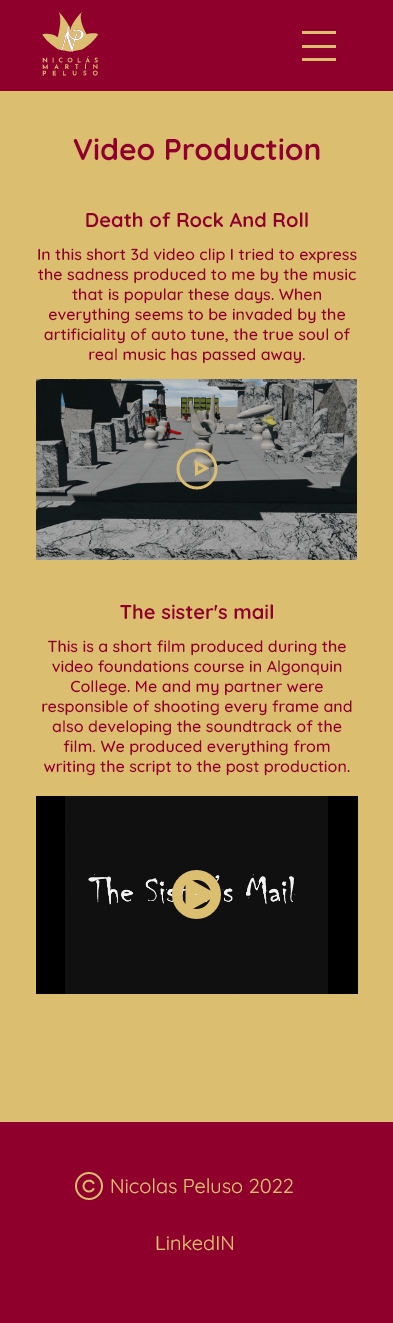 NICOLÁS
MARTÍN
PELUSO
Video Production
Death of Rock And Roll
In this short 3d video clip I tried to express
the sadness produced to me by the music
that is popular these days. When
everything seems to be invaded by the
artificiality of auto tune, the true soul of
real music has passed away.
The sister's mail
This is a short film produced during the
video foundations course in Algonquin
College. Me and my partner were
responsible of shooting every frame and
also developing the soundtrack of the
film. We produced everything from
writing the script to the post production.
The Sister's Mail
© Nicolas Peluso 2022
LinkedIN